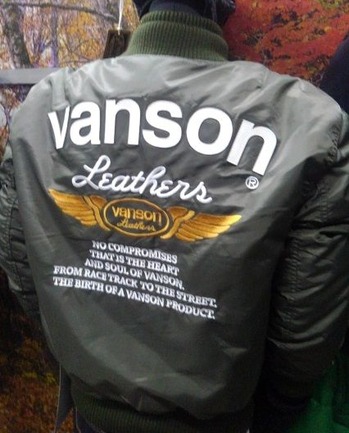 vanson
Leathers ®
vanson
Leathers
NO COMPROMISES
THAT IS THE HEART
AND SOUL OF VANSON.
FROM RACE TRACK TO THE STREET.
THE BIRTH OF A VANSON PRODUCT.